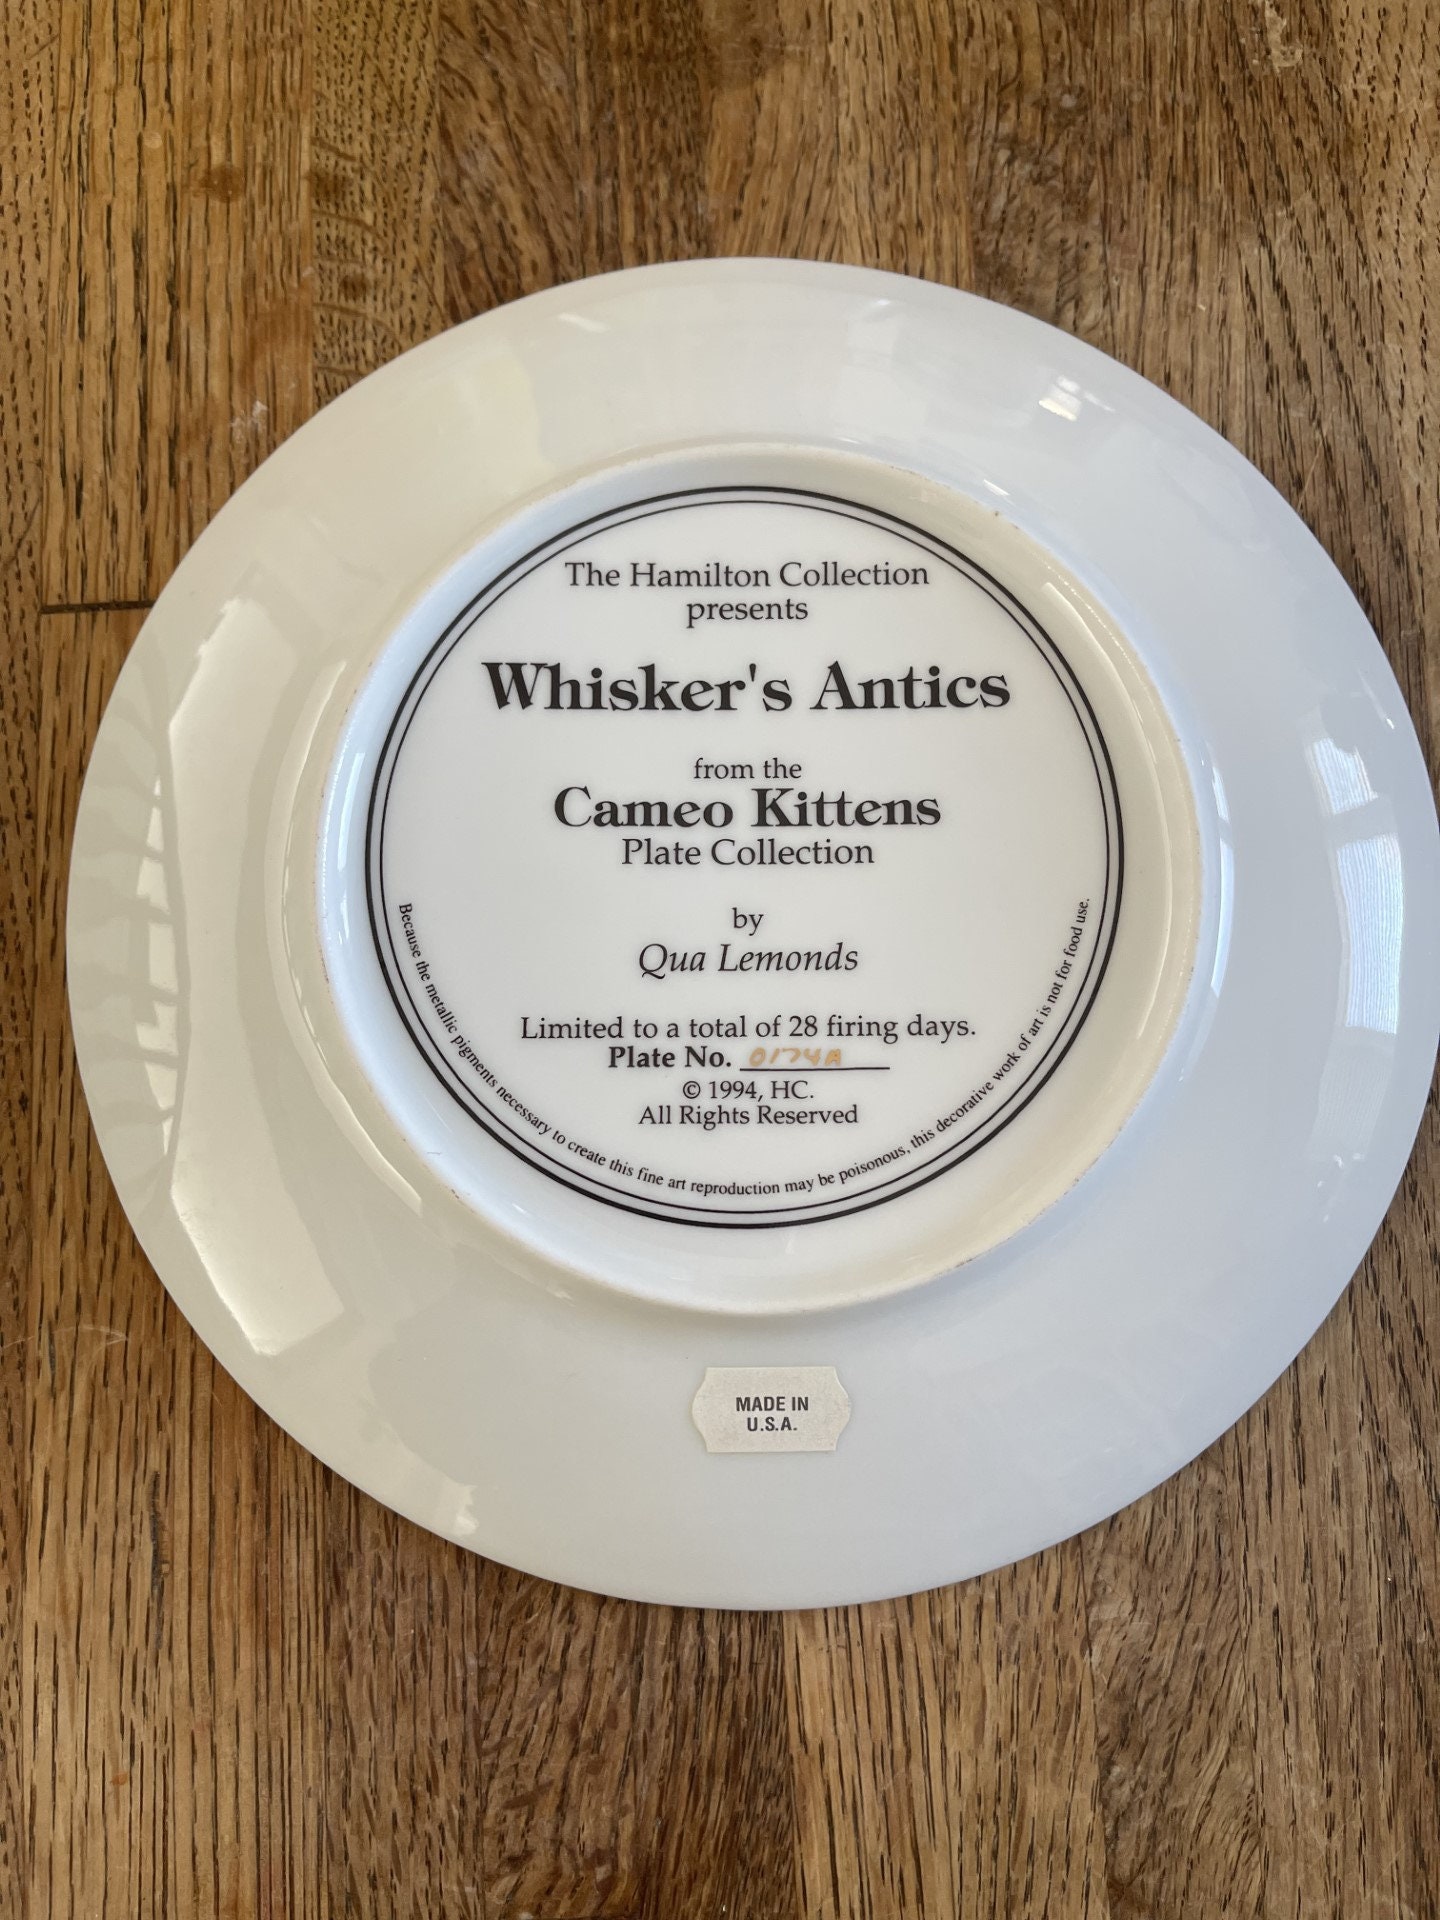 The Hamilton Collection
presents
Whisker's Antics
from the
Cameo Kittens
Plate Collection
by
Qua Lemonds
Limited to a total of 28 firing days.
Plate No. 0174A
© 1994, HC.
All Rights Reserved
Because the metallic pigments necessary to create this fine art reproduction may be poisonous, this decorative work of art is not for food use.
MADE IN
U.S.A.